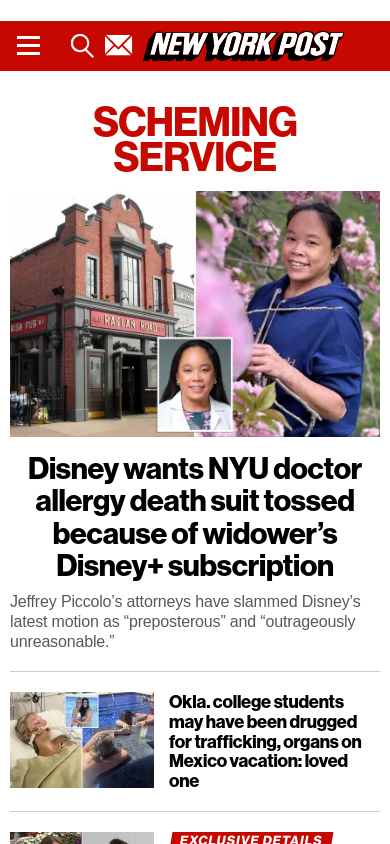 NEW YORK POST
SCHEMING
SERVICE
RAGLAN ROAD
Disney wants NYU doctor
allergy death suit tossed
because of widower’s
Disney+ subscription
Jeffrey Piccolo’s attorneys have slammed Disney’s
latest motion as “preposterous” and “outrageously
unreasonable.”
Okla. college students
may have been drugged
for trafficking, organs on
Mexico vacation: loved
one
EXCLUSIVE DETAILS